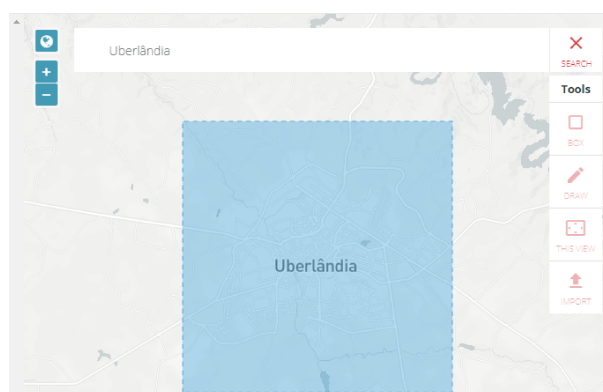 Uberlândia
SEARCH
Tools
BOX
DRAW
THIS VIEW
IMPORT
+
−
Uberlândia